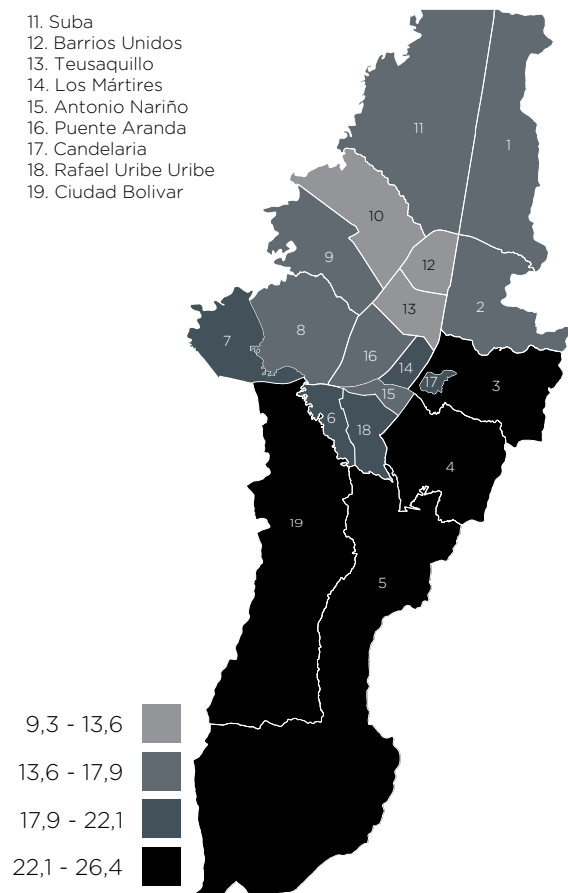 11. Suba
12. Barrios Unidos
13. Teusaquillo
14. Los Mártires
15. Antonio Nariño
16. Puente Aranda
17. Candelaria
18. Rafael Uribe Uribe
19. Ciudad Bolivar
11
1
10
12
9
2
13
8
7
16
14
17
3
15
6
18
4
19
5
9,3 - 13,6
13,6 - 17,9
17,9 - 22,1
22,1 - 26,4